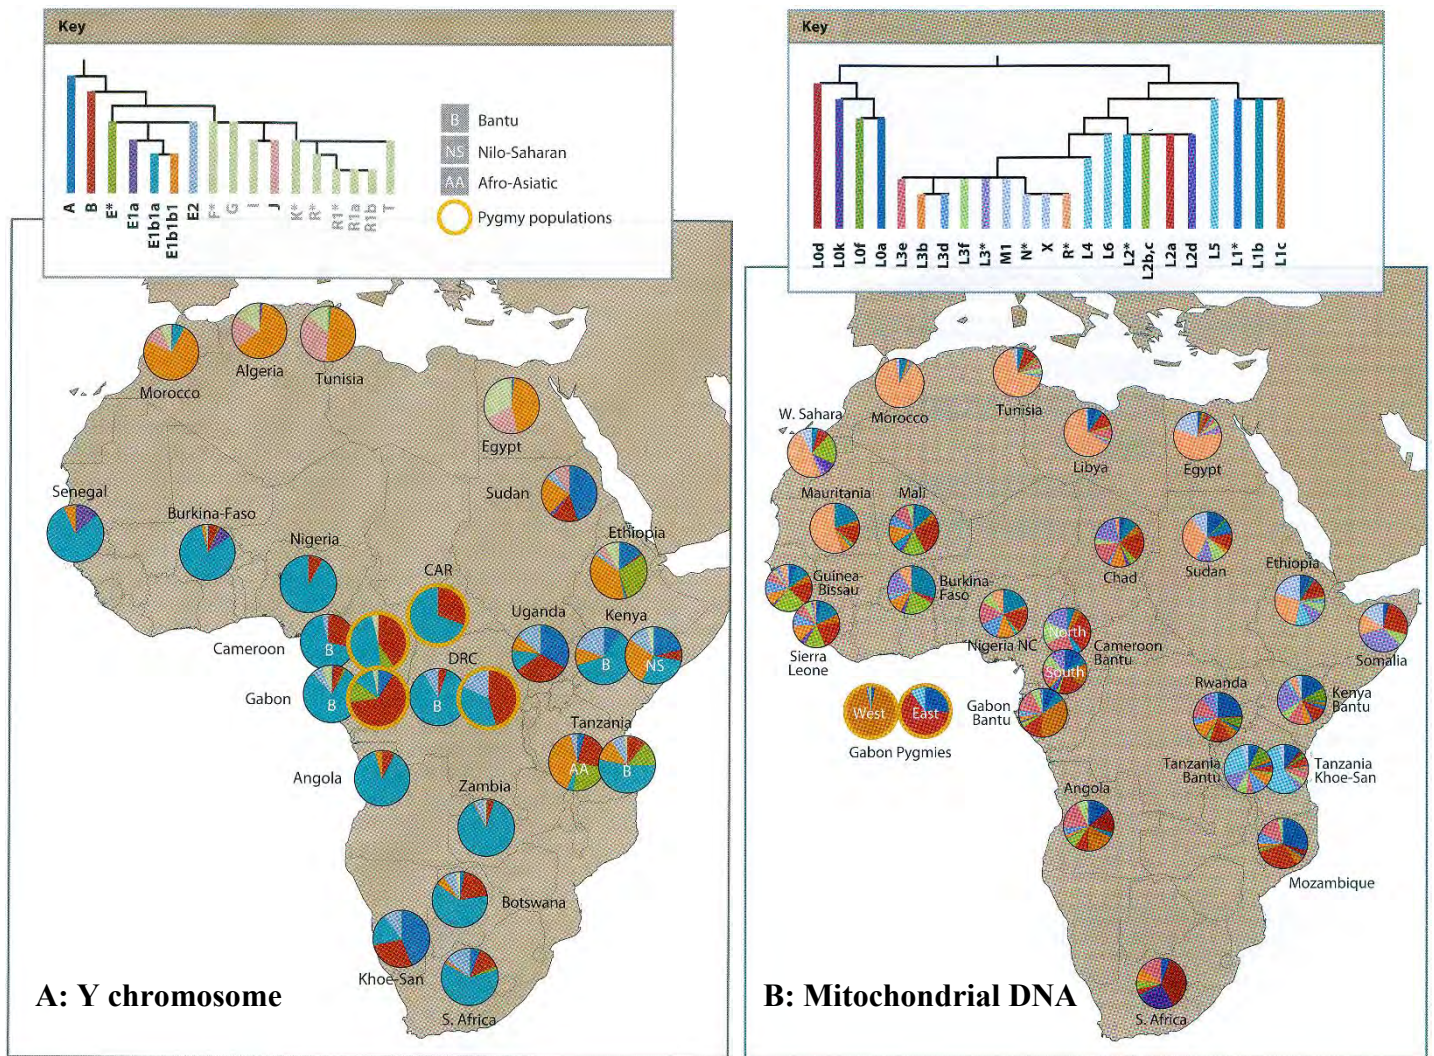 Key
A
B
E*
E1a
E1b1a
E1b1b1
E2
F*
G
I
J
K*
R*
R1*
R1a
R1b
T
B Bantu
NS Nilo-Saharan
AA Afro-Asiatic
Pygmy populations
Morocco
Algeria
Tunisia
Egypt
Senegal
Burkina-Faso
Nigeria
Sudan
Ethiopia
CAR
Uganda
Kenya
B
NS
Cameroon
B
DRC
Gabon
B
B
Tanzania
AA
B
Angola
Zambia
Botswana
Khoe-San
S. Africa
A: Y chromosome
Key
L0d
L0k
L0f
L0a
L3e
L3b
L3d
L3f
L3*
M1
N*
X
R*
L4
L6
L2*
L2b,c
L2a
L2d
L5
L1*
L1b
L1c
Morocco
Tunisia
W. Sahara
Libya
Egypt
Mauritania
Mali
Chad
Sudan
Ethiopia
Guinea-
Bissau
Burkina-
Faso
Sierra
Leone
Nigeria NC
North
Cameroon
Bantu
South
Somalia
West
East
Gabon Pygmies
Gabon
Bantu
Rwanda
Kenya
Bantu
Tanzania
Bantu
Tanzania
Khoe-San
Angola
Mozambique
S. Africa
B: Mitochondrial DNA